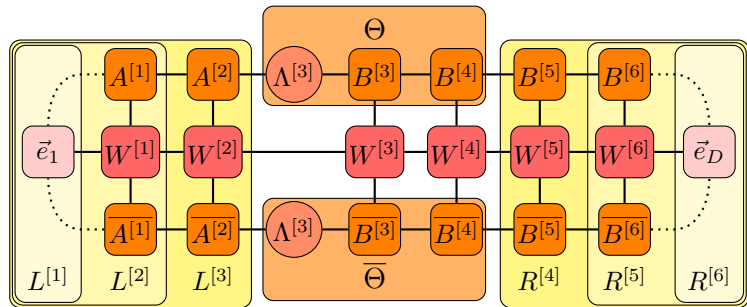 Θ
A^{[1]} A^{[2]} Λ^{[3]} B^{[3]} B^{[4]} B^{[5]} B^{[6]}
\vec{e}_1 W^{[1]} W^{[2]} W^{[3]} W^{[4]} W^{[5]} W^{[6]} \vec{e}_D
\overline{A^{[1]}} \overline{A^{[2]}} Λ^{[3]} \overline{B^{[3]}} \overline{B^{[4]}} \overline{B^{[5]}} \overline{B^{[6]}}
L^{[1]} L^{[2]} L^{[3]} \overline{Θ} R^{[4]} R^{[5]} R^{[6]}